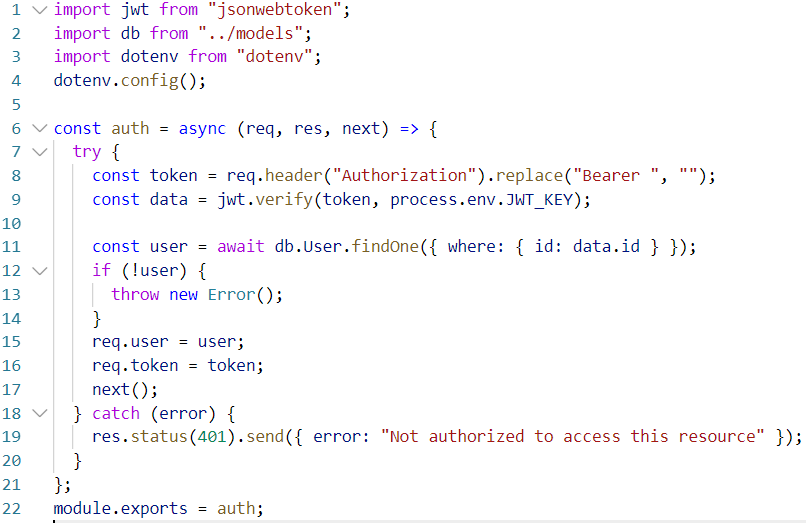 1 import jwt from "jsonwebtoken";
2 import db from "../models";
3 import dotenv from "dotenv";
4 dotenv.config();
5
6 const auth = async (req, res, next) => {
7 try {
8 const token = req.header("Authorization").replace("Bearer ", "");
9 const data = jwt.verify(token, process.env.JWT_KEY);
10
11 const user = await db.User.findOne({ where: { id: data.id } });
12 if (!user) {
13 throw new Error();
14 }
15 req.user = user;
16 req.token = token;
17 next();
18 } catch (error) {
19 res.status(401).send({ error: "Not authorized to access this resource" });
20 }
21 };
22 module.exports = auth;